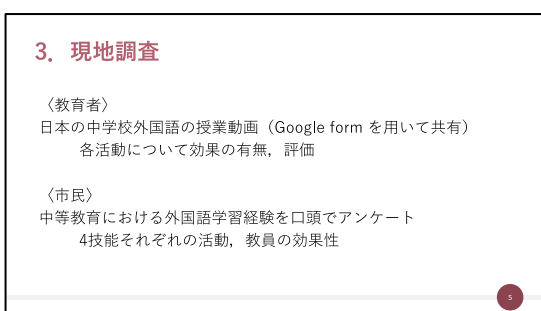 3．現地調査
〈教育者〉
日本の中学校外国語の授業動画（Google form を用いて共有）
各活動について効果の有無，評価
〈市民〉
中等教育における外国語学習経験を口頭でアンケート
4技能それぞれの活動，教員の効果性
5